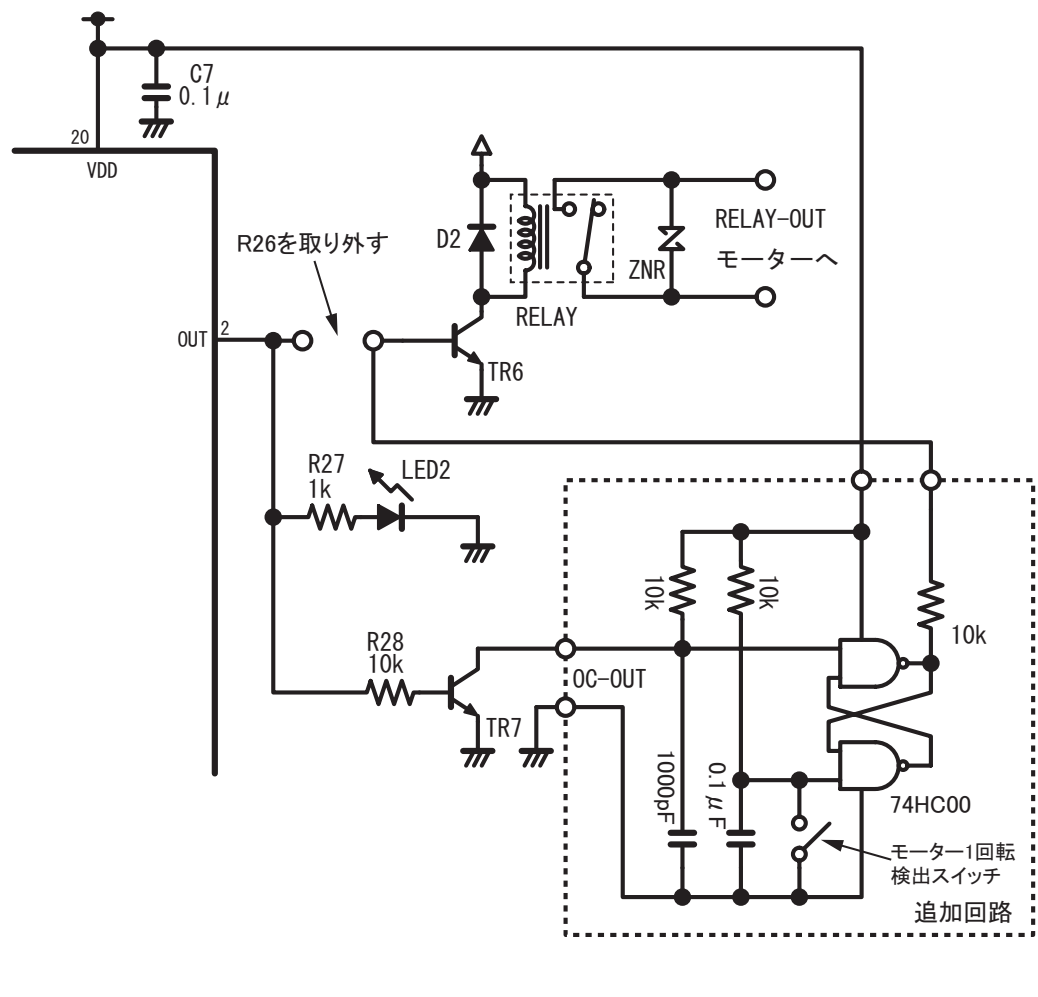 C7
0.1μ
20
VDD
R26を取り外す
D2
RELAY-OUT
モーターへ
ZNR
RELAY
OUT
2
TR6
R27
1k
LED2
10k
10k
10k
R28
10k
OC-OUT
TR7
1000pF
0.1μF
74HC00
モーター1回転
検出スイッチ
追加回路